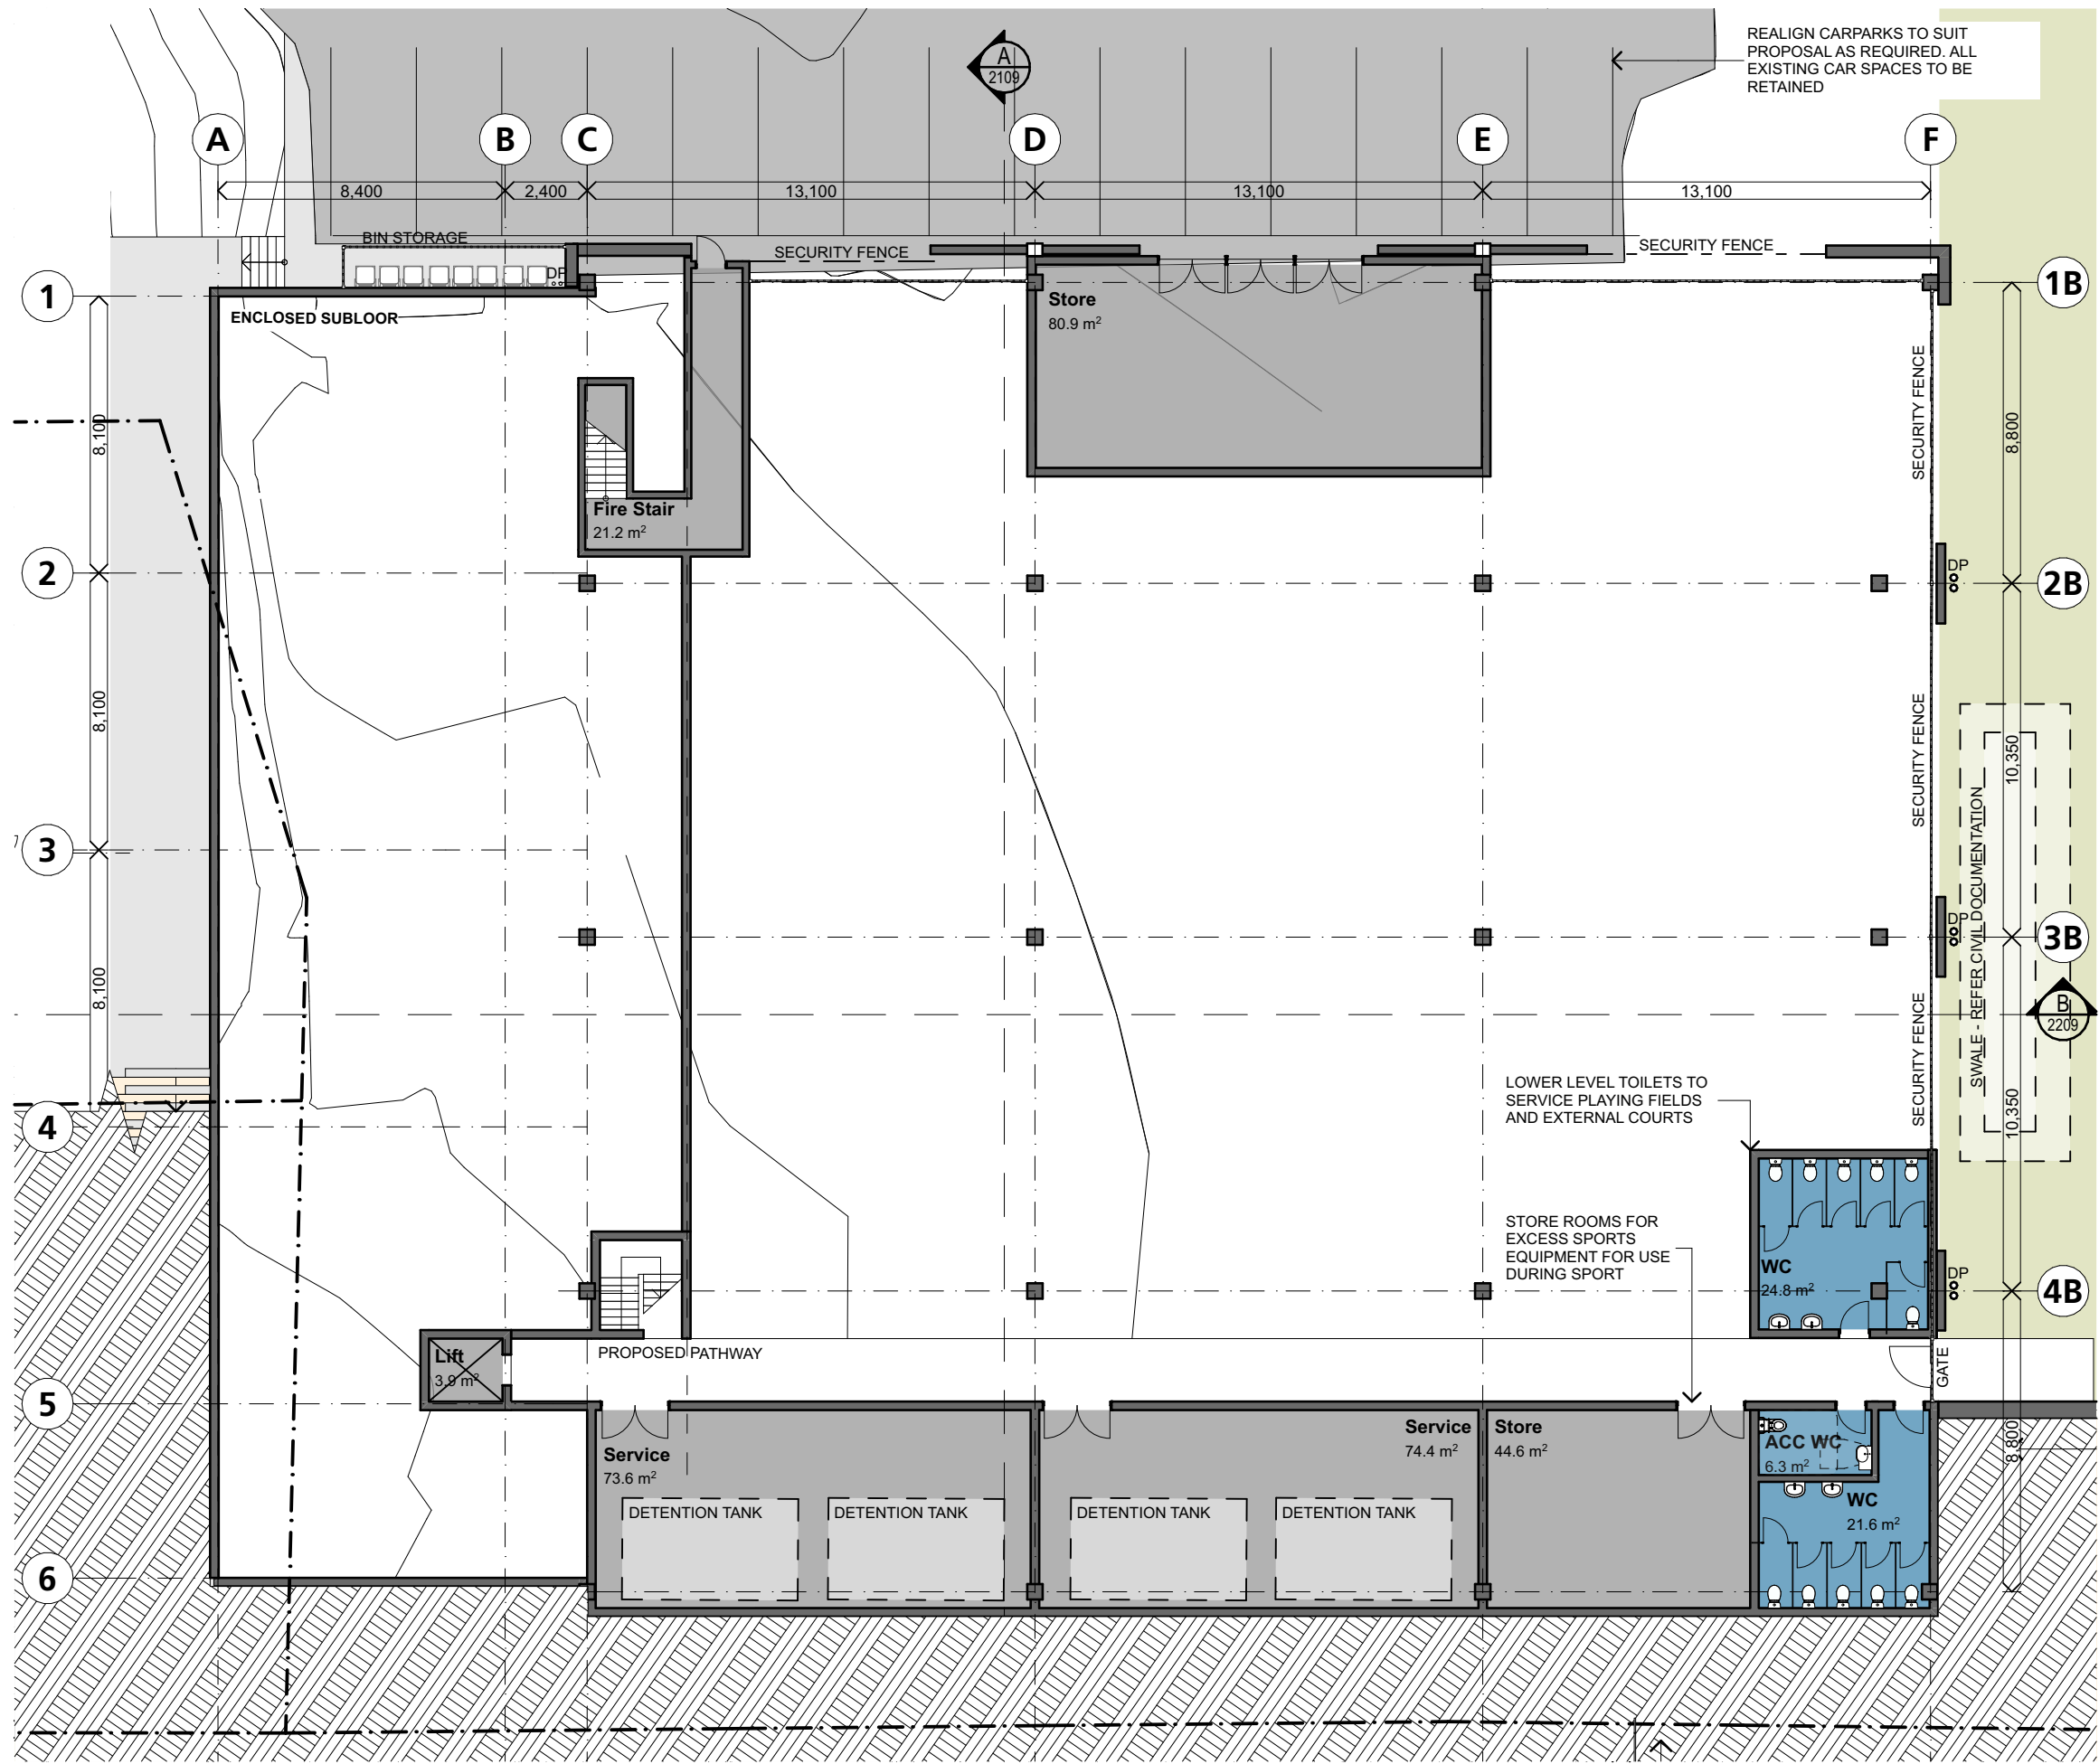 REALIGN CARPARKS TO SUIT
PROPOSAL AS REQUIRED. ALL
EXISTING CAR SPACES TO BE
RETAINED
A
2109
A
B
C
D
E
F
8,400
2,400
13,100
13,100
13,100
BIN STORAGE
DP
SECURITY FENCE
SECURITY FENCE
1
1B
ENCLOSED SUBLOOR
Store
80.9 m²
SECURITY FENCE
8,100
8,800
Fire Stair
21.2 m²
2
2B
DP
8,100
SECURITY FENCE
10,350
3
3B
DP
SWALE - REFER CIVIL DOCUMENTATION
8,100
B
2209
SECURITY FENCE
10,350
LOWER LEVEL TOILETS TO
SERVICE PLAYING FIELDS
AND EXTERNAL COURTS
4
STORE ROOMS FOR
EXCESS SPORTS
EQUIPMENT FOR USE
DURING SPORT
WC
24.8 m²
DP
4B
PROPOSED PATHWAY
Lift
3.9 m²
GATE
5
Service
73.6 m²
Service
74.4 m²
Store
44.6 m²
ACC WC
6.3 m²
8,800
WC
21.6 m²
DETENTION TANK
DETENTION TANK
DETENTION TANK
DETENTION TANK
6